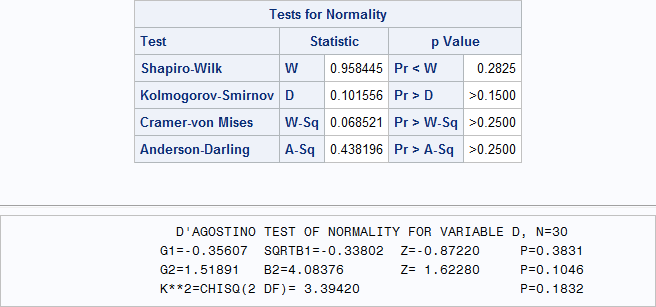 Tests for Normality
Test Statistic p Value
Shapiro-Wilk W 0.958445 Pr < W 0.2825
Kolmogorov-Smirnov D 0.101556 Pr > D >0.1500
Cramer-von Mises W-Sq 0.068521 Pr > W-Sq >0.2500
Anderson-Darling A-Sq 0.438196 Pr > A-Sq >0.2500
D'AGOSTINO TEST OF NORMALITY FOR VARIABLE D, N=30
G1=-0.35607 SQRTB1=-0.33802 Z=-0.87220 P=0.3831
G2=1.51891 B2=4.08376 Z= 1.62280 P=0.1046
K**2=CHISQ(2 DF)= 3.39420 P=0.1832